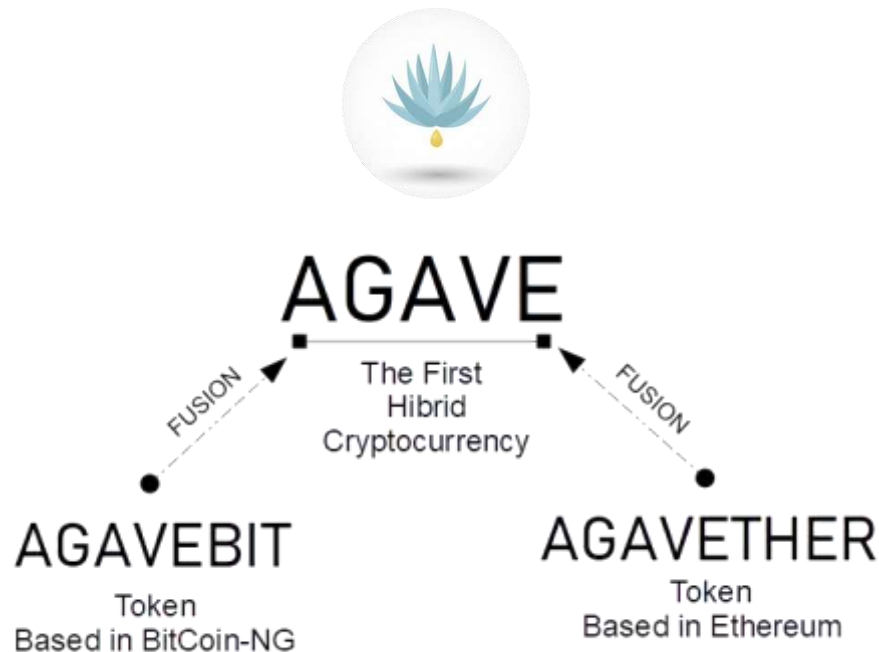 AGAVE
FUSION
The First
Hibrid
Cryptocurrency
FUSION
AGAVEBIT
Token
Based in BitCoin-NG
AGAVETHER
Token
Based in Ethereum